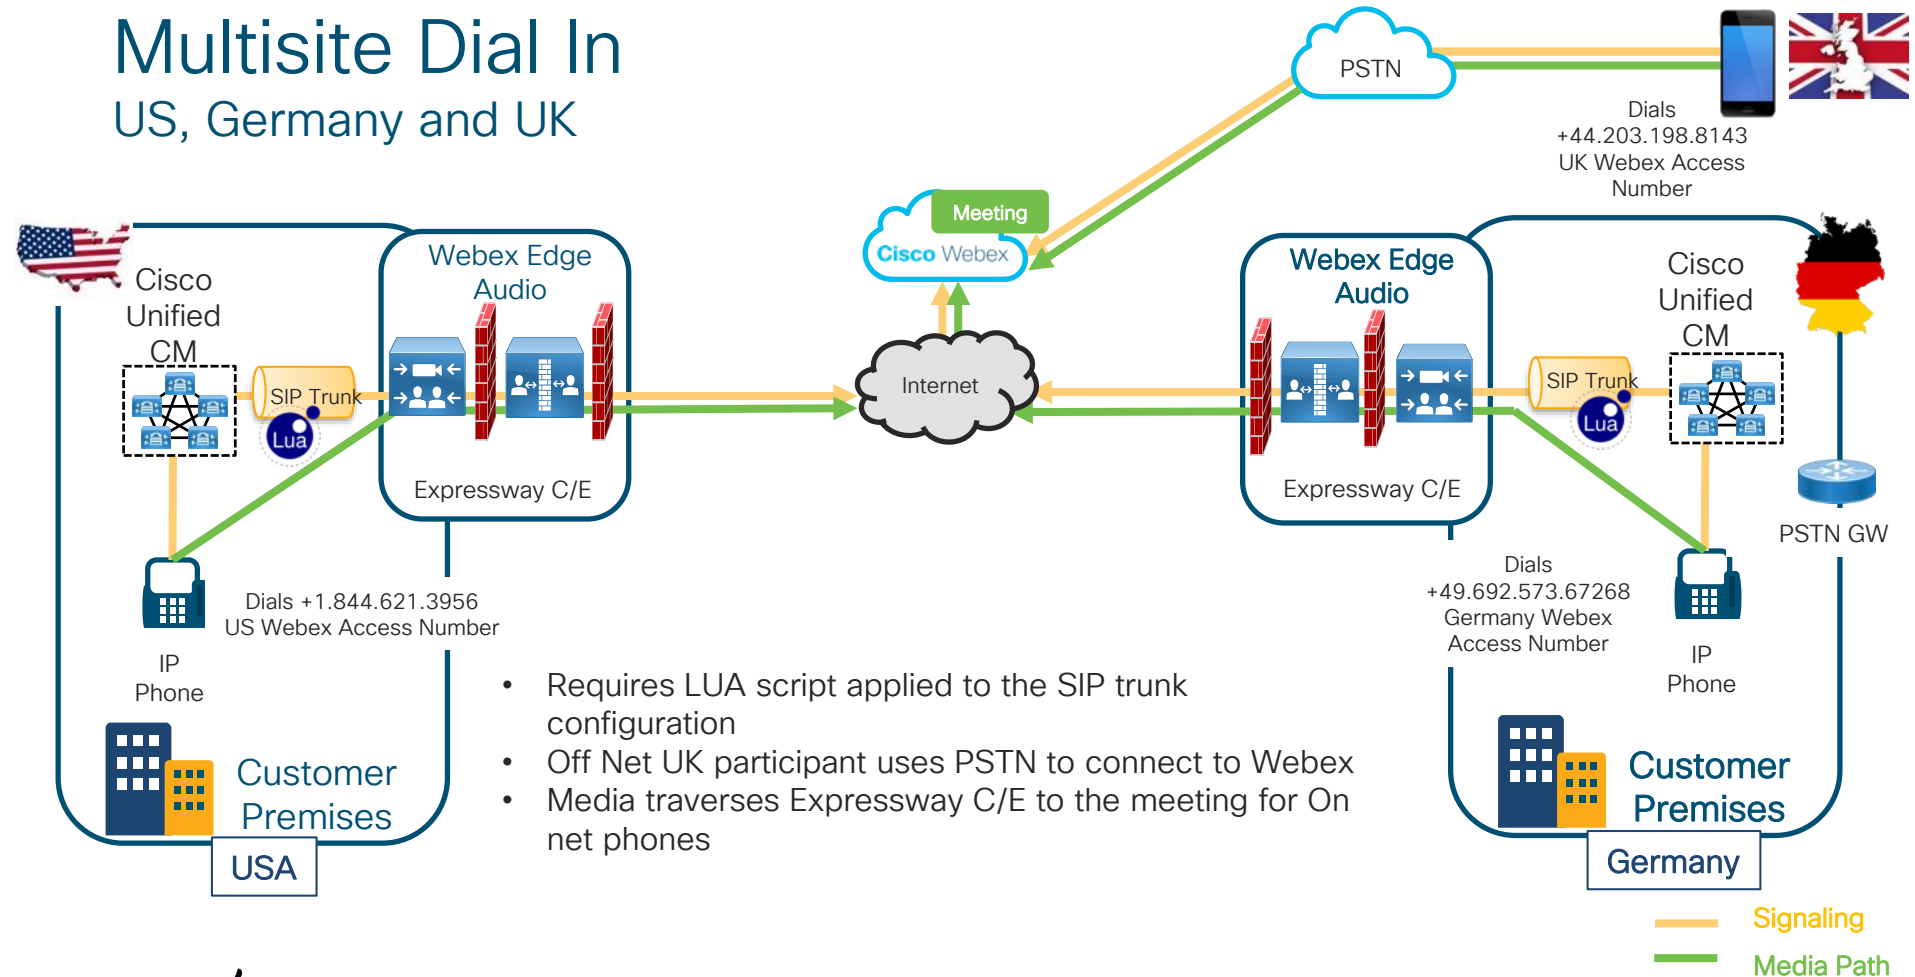 Multisite Dial In
US, Germany and UK
PSTN
Dials
+44.203.198.8143
UK Webex Access
Number
Meeting
Cisco Webex
Webex Edge
Audio
Cisco
Unified
CM
SIP Trunk
Lua
Expressway C/E
Internet
Webex Edge
Audio
Cisco
Unified
CM
SIP Trunk
Lua
Expressway C/E
PSTN GW
Dials +1.844.621.3956
US Webex Access Number
IP
Phone
Dials
+49.692.573.67268
Germany Webex
Access Number
IP
Phone
• Requires LUA script applied to the SIP trunk
configuration
• Off Net UK participant uses PSTN to connect to Webex
• Media traverses Expressway C/E to the meeting for On
net phones
Customer
Premises
USA
Customer
Premises
Germany
Signaling
Media Path